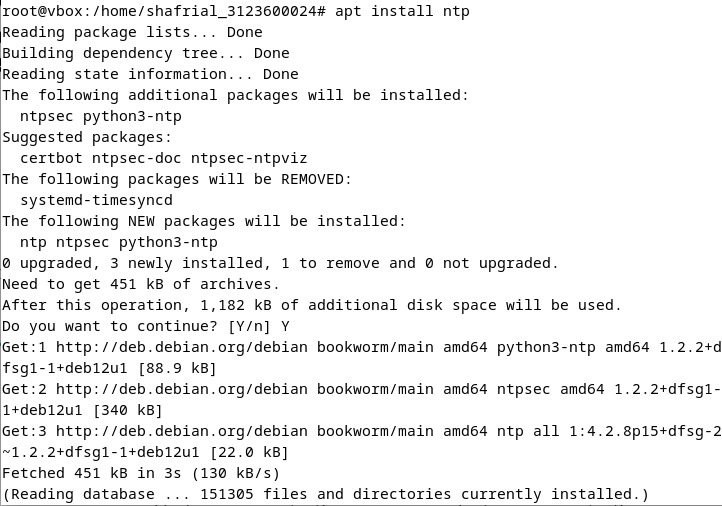 root@vbox:/home/shafrial_3123600024# apt install ntp
Reading package lists... Done
Building dependency tree... Done
Reading state information... Done
The following additional packages will be installed:
  ntpsec python3-ntp
Suggested packages:
  certbot ntpsec-doc ntpsec-ntpviz
The following packages will be REMOVED:
  systemd-timesyncd
The following NEW packages will be installed:
  ntp ntpsec python3-ntp
0 upgraded, 3 newly installed, 1 to remove and 0 not upgraded.
Need to get 451 kB of archives.
After this operation, 1,182 kB of additional disk space will be used.
Do you want to continue? [Y/n] Y
Get:1 http://deb.debian.org/debian bookworm/main amd64 python3-ntp amd64 1.2.2+d
fsg1-1+deb12u1 [88.9 kB]
Get:2 http://deb.debian.org/debian bookworm/main amd64 ntpsec amd64 1.2.2+dfsg1-
1+deb12u1 [340 kB]
Get:3 http://deb.debian.org/debian bookworm/main amd64 ntp all 1:4.2.8p15+dfsg-2
~1.2.2+dfsg1-1+deb12u1 [22.0 kB]
Fetched 451 kB in 3s (130 kB/s)
(Reading database ... 151305 files and directories currently installed.)